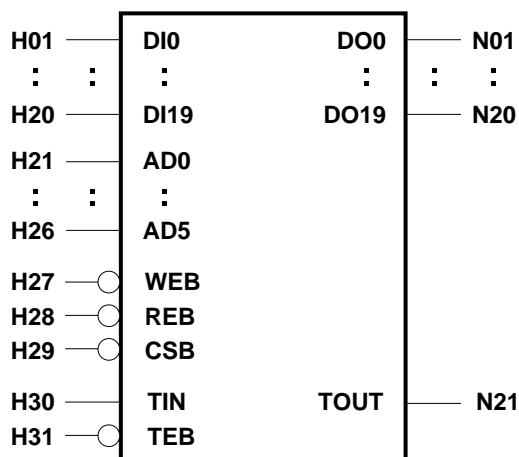 H01 DI0 DO0 N01
: : : : : :
H20 DI19 DO19 N20
H21 AD0
: : :
H26 AD5
H27 WEB
H28 REB
H29 CSB
H30 TIN TOUT N21
H31 TEB